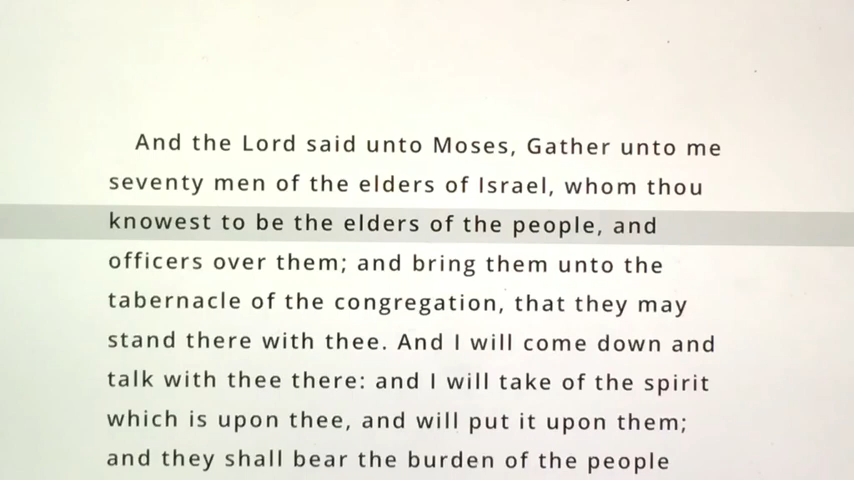 And the Lord said unto Moses, Gather unto me
seventy men of the elders of Israel, whom thou
knowest to be the elders of the people, and
officers over them; and bring them unto the
tabernacle of the congregation, that they may
stand there with thee. And I will come down and
talk with thee there: and I will take of the spirit
which is upon thee, and will put it upon them;
and they shall bear the burden of the people